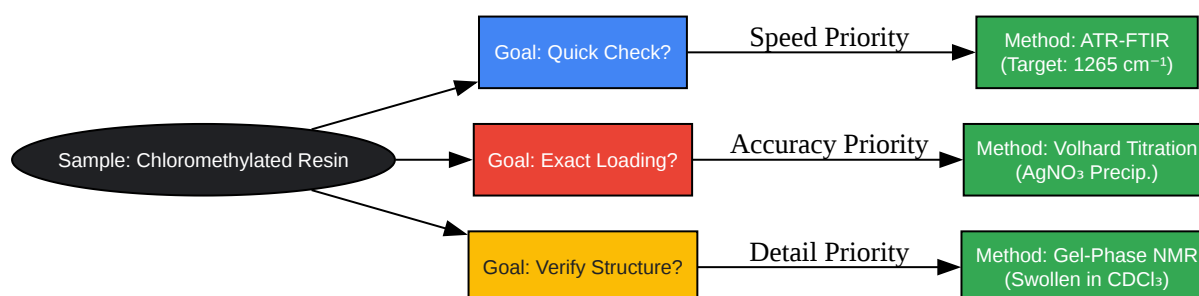 Goal: Quick Check?
Speed Priority
Method: ATR-FTIR
(Target: 1265 cm⁻¹)
Sample: Chloromethylated Resin
Goal: Exact Loading?
Accuracy Priority
Method: Volhard Titration
(AgNO₃ Precip.)
Goal: Verify Structure?
Detail Priority
Method: Gel-Phase NMR
(Swollen in CDCl₃)